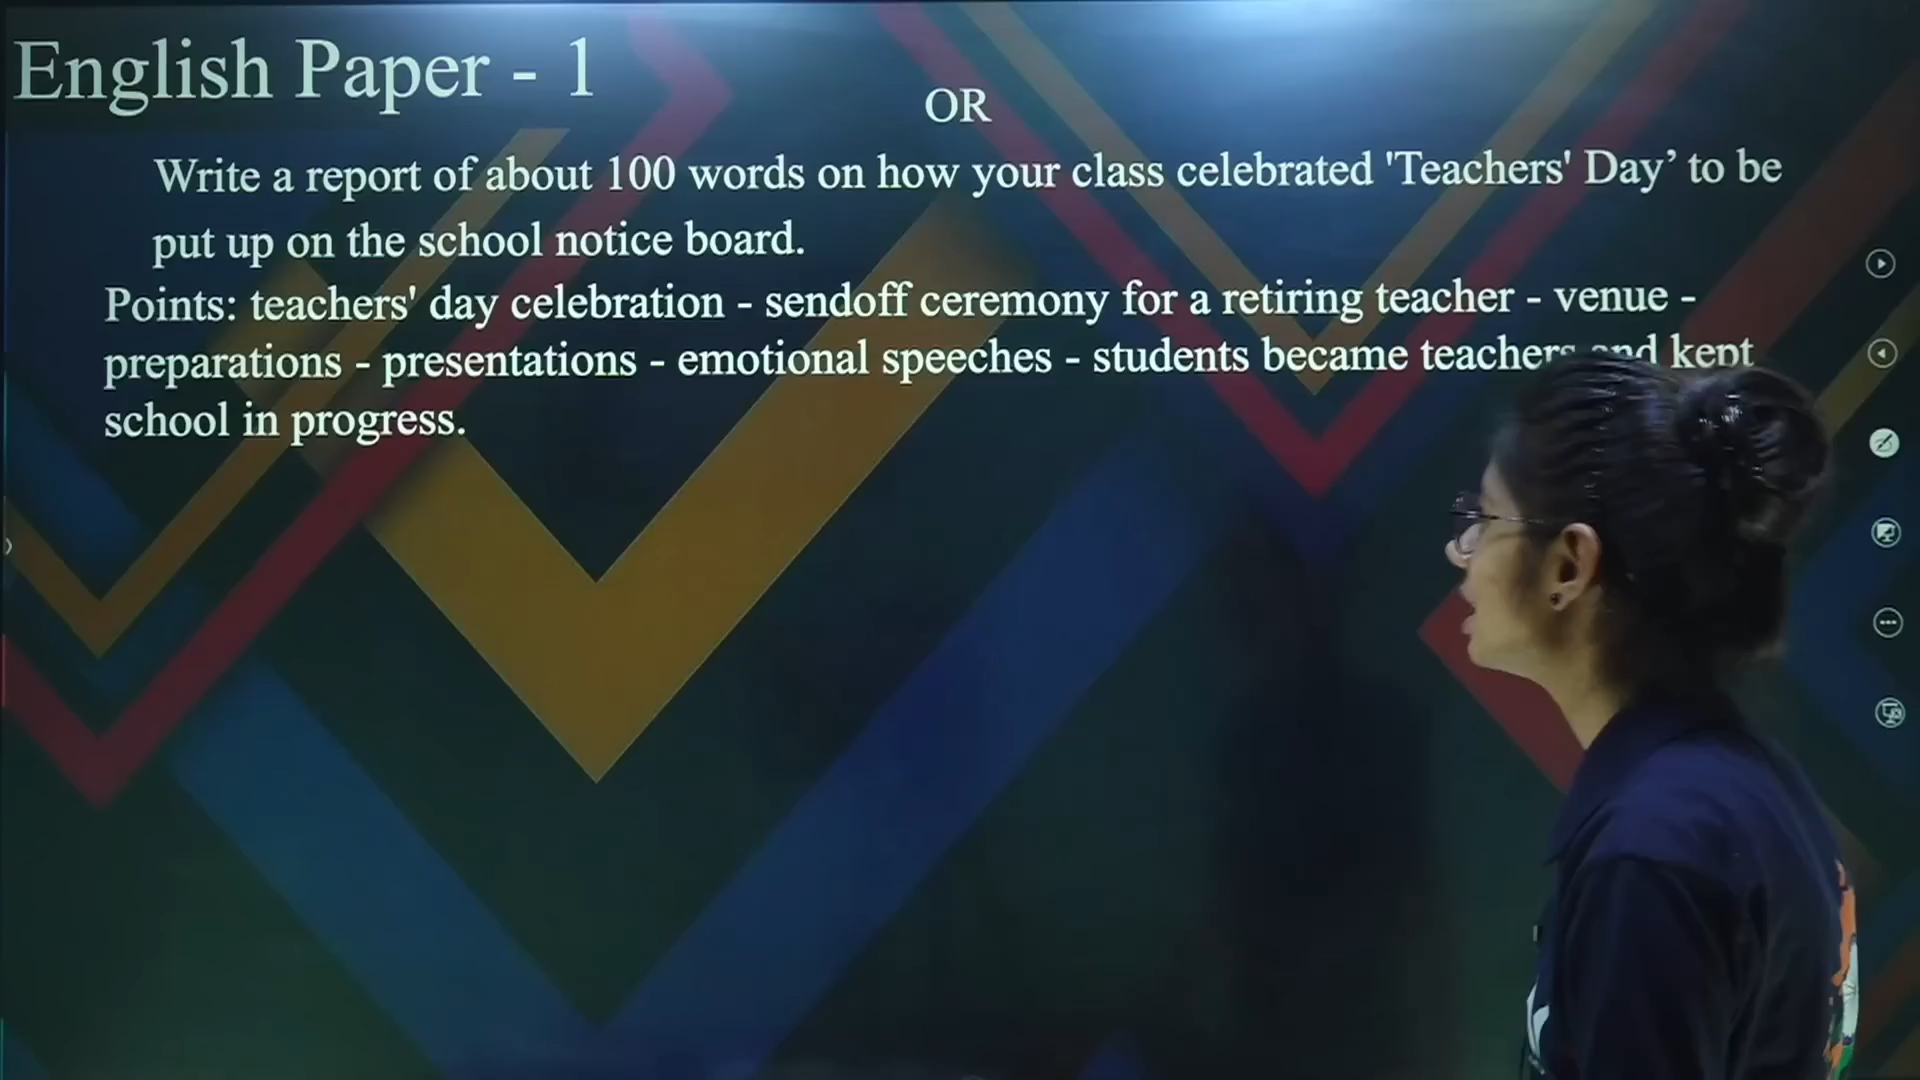 English Paper - 1
OR
Write a report of about 100 words on how your class celebrated 'Teachers' Day’ to be
put up on the school notice board.
Points: teachers' day celebration - sendoff ceremony for a retiring teacher - venue -
preparations - presentations - emotional speeches - students became teachers and kept
school in progress.